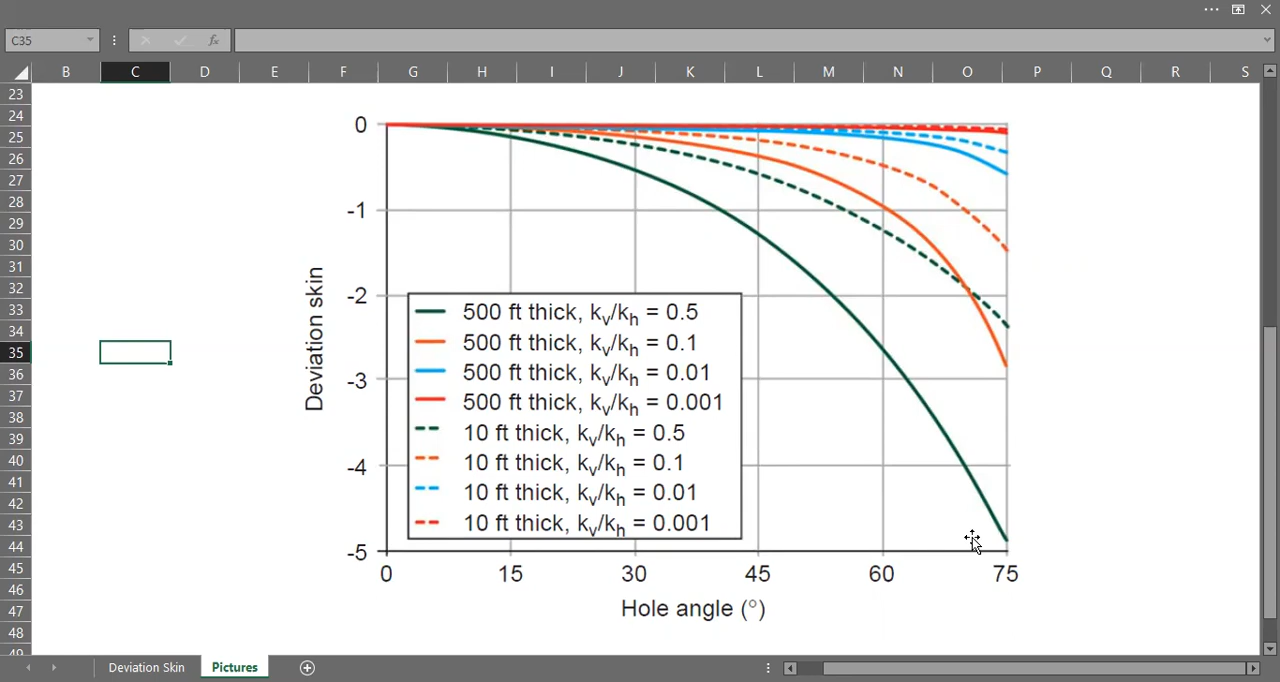 C35
fx
B C D E F G H I J K L M N O P Q R S
23
24
25
26
27
28
29
30
31
32
33
34
35
36
37
38
39
40
41
42
43
44
45
46
47
48
49
0
-1
-2
-3
-4
-5
Deviation skin
500 ft thick, kv/kh = 0.5
500 ft thick, kv/kh = 0.1
500 ft thick, kv/kh = 0.01
500 ft thick, kv/kh = 0.001
10 ft thick, kv/kh = 0.5
10 ft thick, kv/kh = 0.1
10 ft thick, kv/kh = 0.01
10 ft thick, kv/kh = 0.001
0 15 30 45 60 75
Hole angle (°)
Deviation Skin Pictures